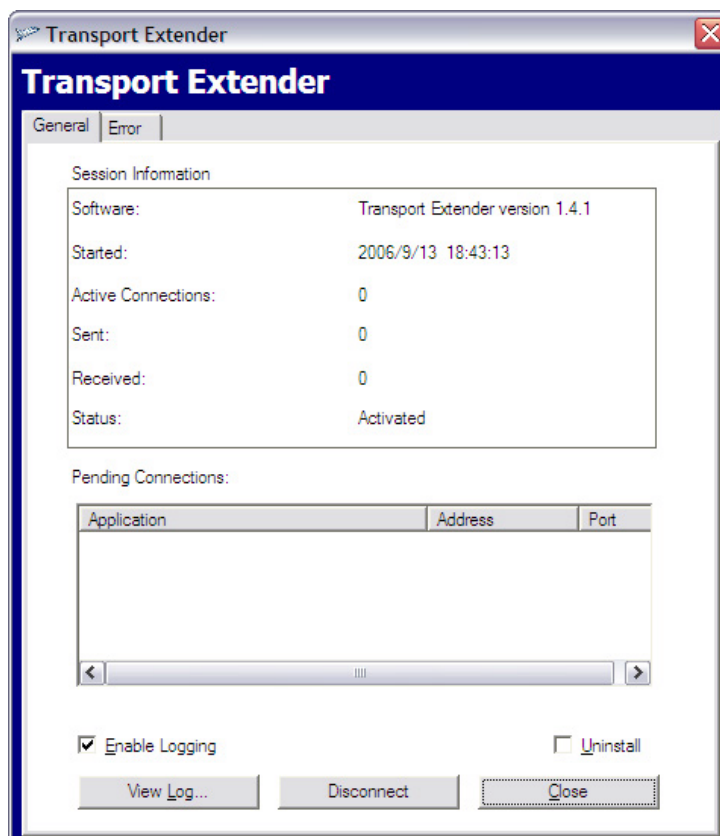 Transport Extender
Transport Extender
General Error
Session Information
Software: Transport Extender version 1.4.1
Started: 2006/9/13 18:43:13
Active Connections: 0
Sent: 0
Received: 0
Status: Activated
Pending Connections:
Application Address Port
Enable Logging Uninstall
View Log... Disconnect Close